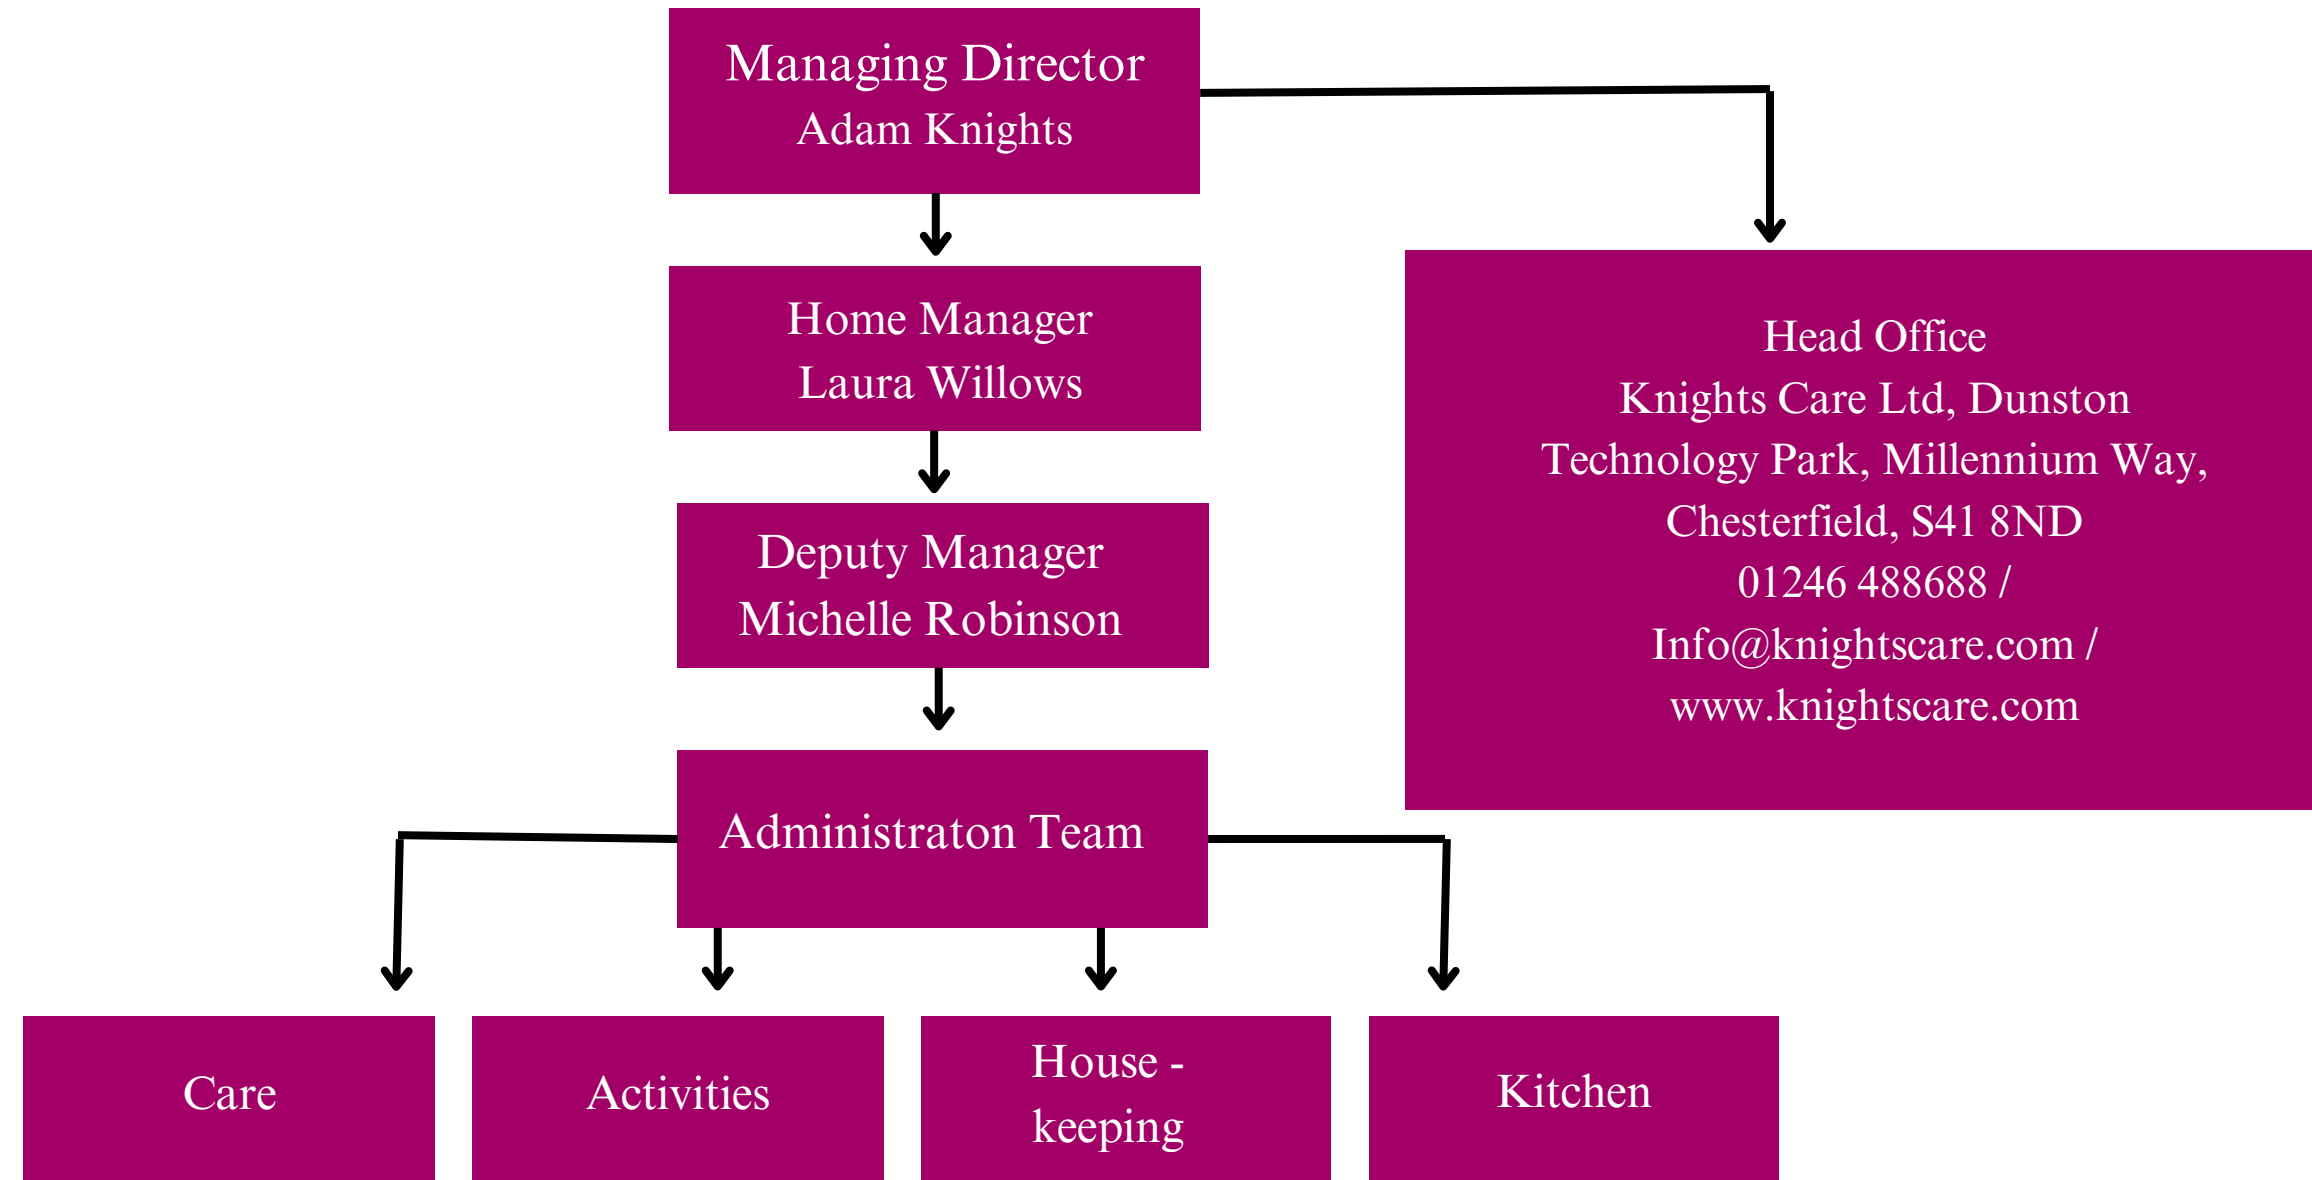 Managing Director
Adam Knights
Home Manager
Laura Willows
Deputy Manager
Michelle Robinson
Administraton Team
Head Office
Knights Care Ltd, Dunston
Technology Park, Millennium Way,
Chesterfield, S41 8ND
01246 488688 /
Info@knightscare.com /
www.knightscare.com
Care
Activities
House -
keeping
Kitchen